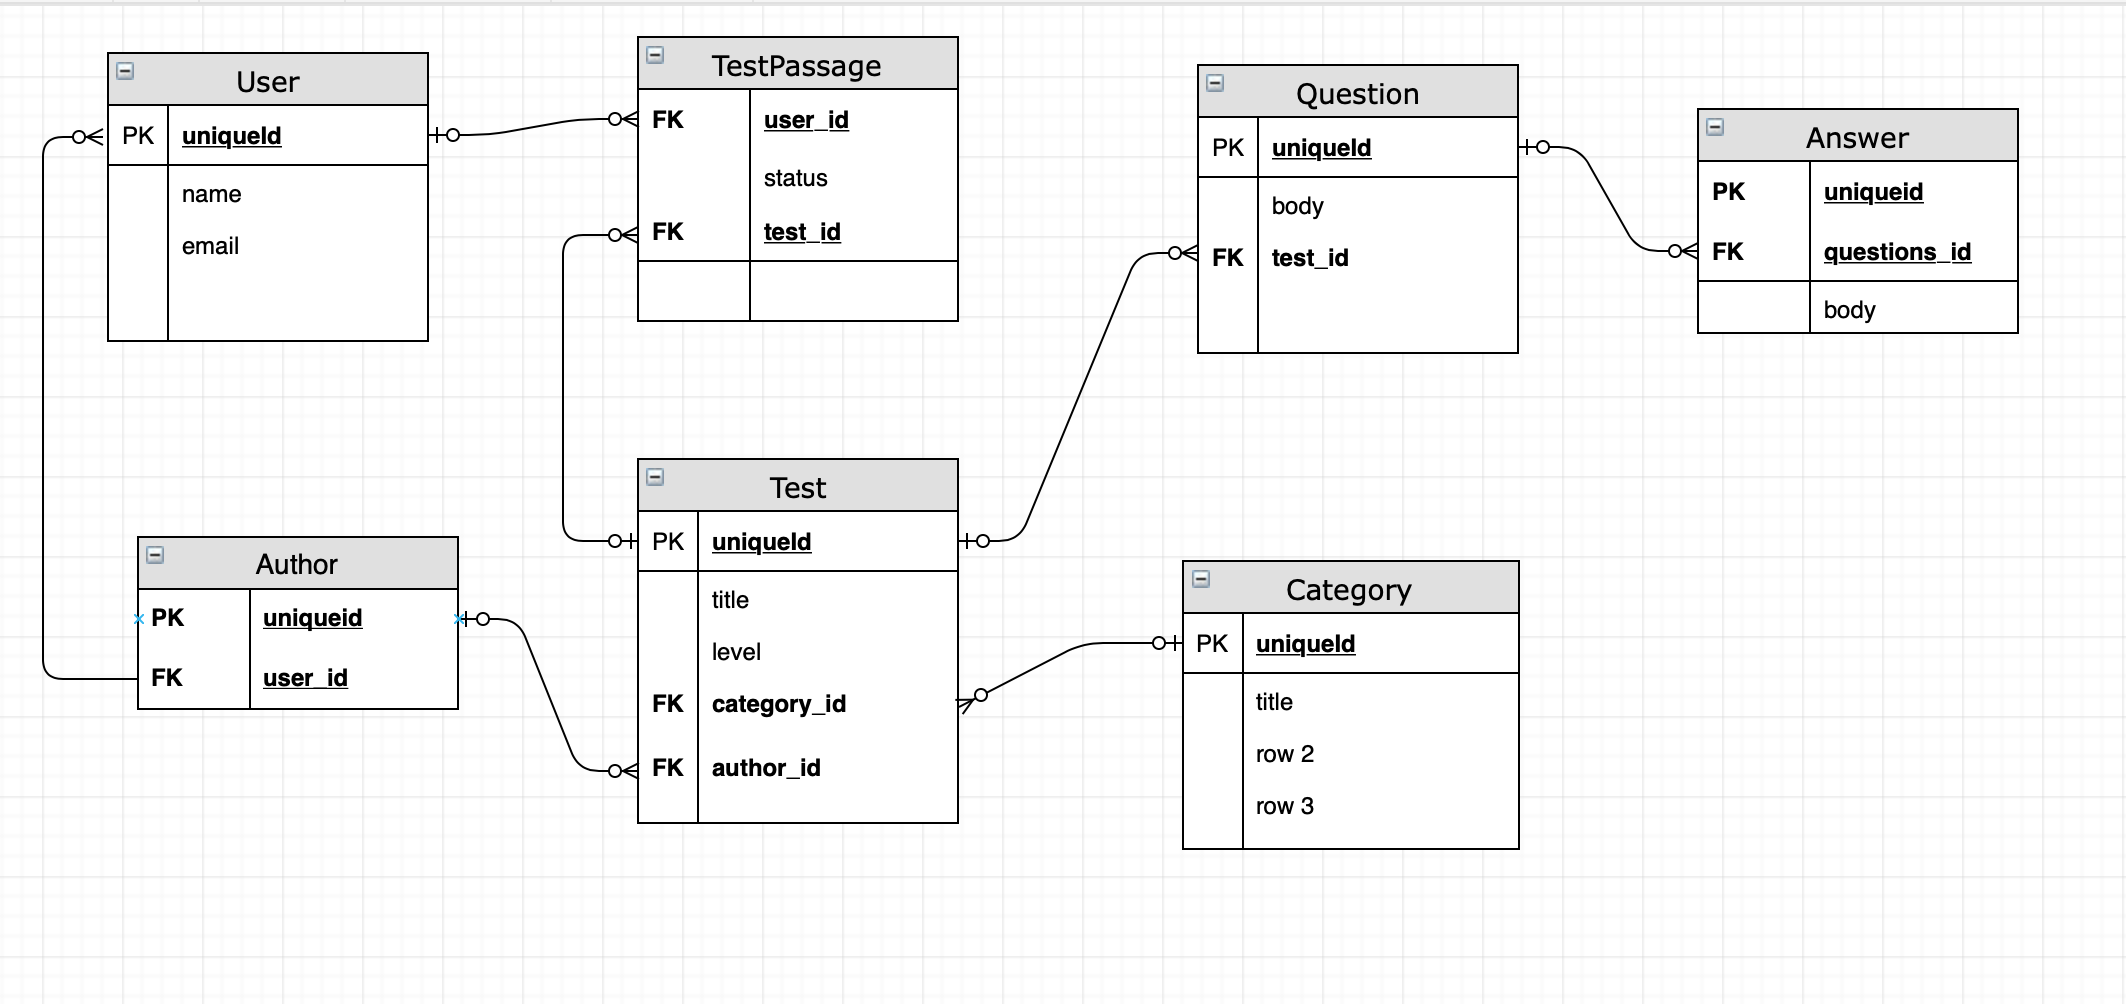 User
PK uniqueId
name
email
TestPassage
FK user_id
status
FK test_id
Question
PK uniqueId
body
FK test_id
Answer
PK uniqueid
FK questions_id
body
Author
PK uniqueid
FK user_id
Test
PK uniqueId
title
level
FK category_id
FK author_id
Category
PK uniqueId
title
row 2
row 3